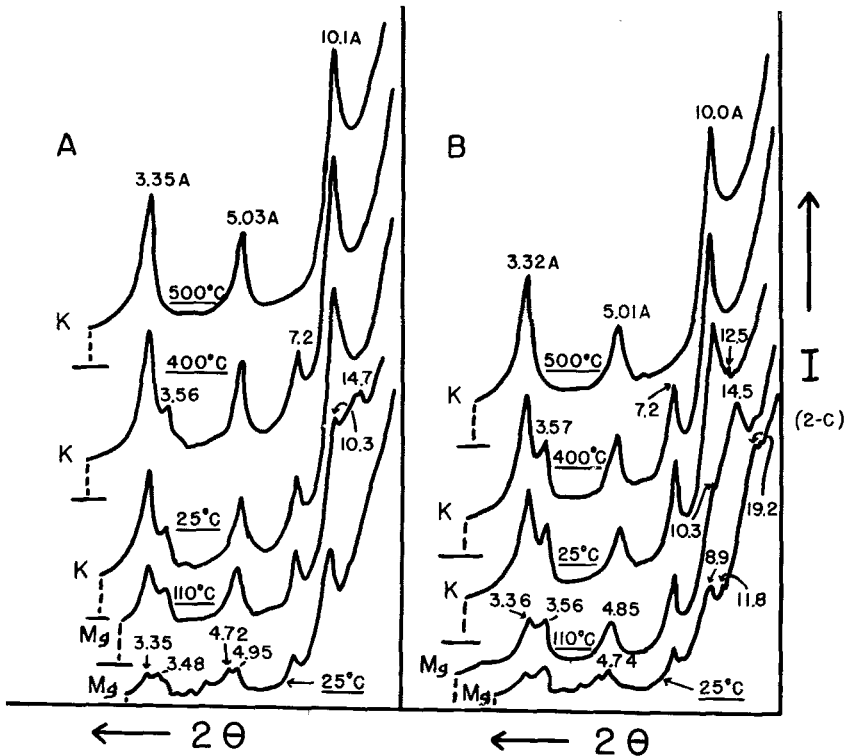 10.1A
A
3.35A
5.03A
500°C
K
400°C
7.2
3.56
14.7
10.3
K
25°C
K
110°C
Mg
3.35
3.48
4.72
4.95
Mg
25°C
2θ
10.0A
B
3.32A
5.01A
12.5
500°C
K
7.2
14.5
I
(2-C)
3.57
400°C
10.3
19.2
K
25°C
8.9
11.8
K
3.36
3.56
4.85
110°C
Mg
4.74
Mg
25°C
2θ